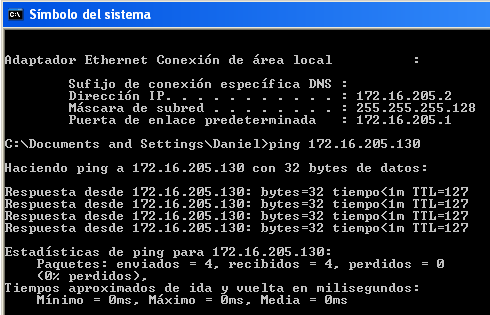 Símbolo del sistema
Adaptador Ethernet Conexión de área local :
Sufijo de conexión específica DNS :
Dirección IP. . . . . . . . . . . : 172.16.205.2
Máscara de subred . . . . . . . . : 255.255.255.128
Puerta de enlace predeterminada : 172.16.205.1
C:\Documents and Settings\Daniel>ping 172.16.205.130
Haciendo ping a 172.16.205.130 con 32 bytes de datos:
Respuesta desde 172.16.205.130: bytes=32 tiempo<1m TTL=127
Respuesta desde 172.16.205.130: bytes=32 tiempo<1m TTL=127
Respuesta desde 172.16.205.130: bytes=32 tiempo<1m TTL=127
Respuesta desde 172.16.205.130: bytes=32 tiempo<1m TTL=127
Estadísticas de ping para 172.16.205.130:
Paquetes: enviados = 4, recibidos = 4, perdidos = 0
(0% perdidos),
Tiempos aproximados de ida y vuelta en milisegundos:
Mínimo = 0ms, Máximo = 0ms, Media = 0ms